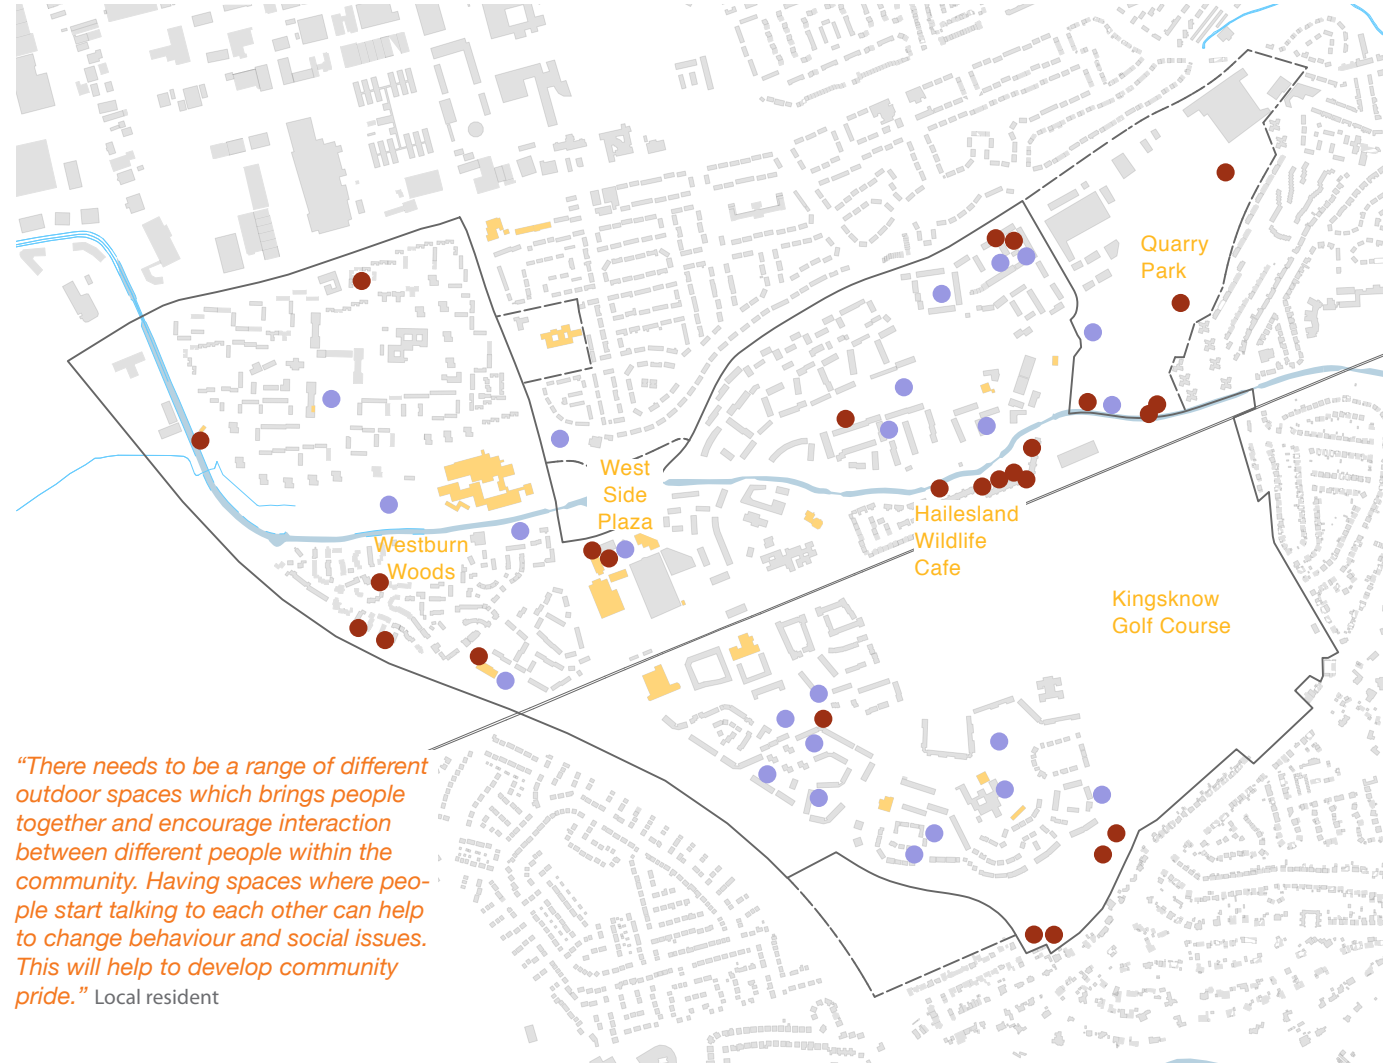 Quarry
Park
West
Side
Plaza
Hailesland
Wildlife
Cafe
Westburn
Woods
Kingsknow
Golf Course
“There needs to be a range of different
outdoor spaces which brings people
together and encourage interaction
between different people within the
community. Having spaces where peo-
ple start talking to each other can help
to change behaviour and social issues.
This will help to develop community
pride.” Local resident